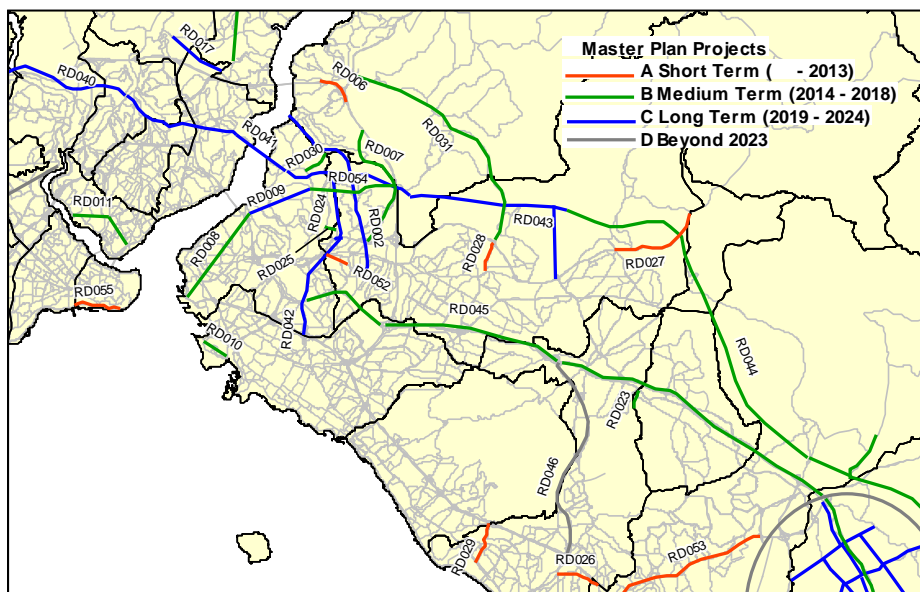 Master Plan Projects
A Short Term ( - 2013)
B Medium Term (2014 - 2018)
C Long Term (2019 - 2024)
D Beyond 2023
RD017
RD040
RD006
RD041
RD031
RD030
RD007
RD054
RD009
RD011
RD024
RD002
RD043
RD008
RD028
RD025
RD027
RD052
RD055
RD045
RD042
RD010
RD044
RD023
RD046
RD029
RD026
RD053